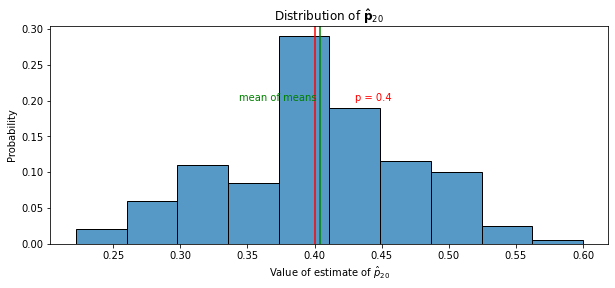 Distribution of p̂₂₀
0.30
0.25
0.20
0.15
0.10
0.05
0.00
Probability
mean of means
p = 0.4
0.25 0.30 0.35 0.40 0.45 0.50 0.55 0.60
Value of estimate of p̂₂₀